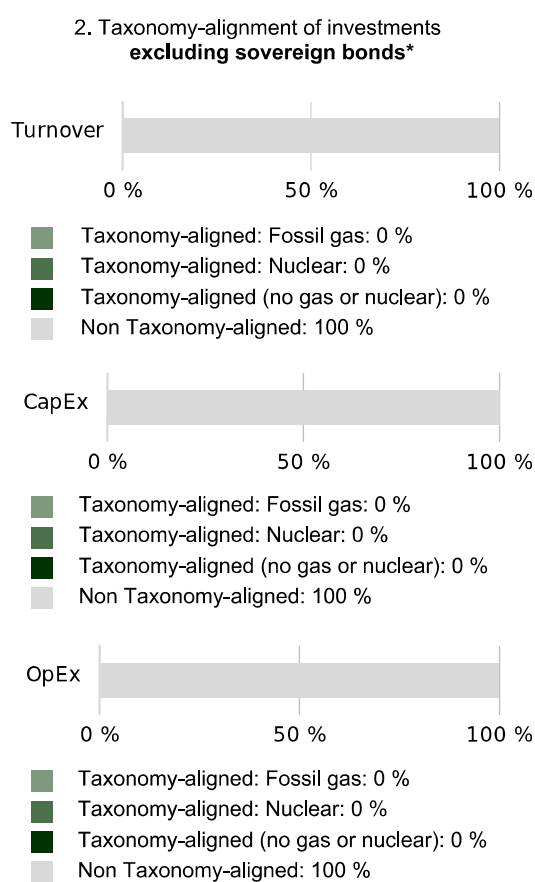 2. Taxonomy-alignment of investments
excluding sovereign bonds*
Turnover
0 % 50 % 100 %
Taxonomy-aligned: Fossil gas: 0 %
Taxonomy-aligned: Nuclear: 0 %
Taxonomy-aligned (no gas or nuclear): 0 %
Non Taxonomy-aligned: 100 %
CapEx
0 % 50 % 100 %
Taxonomy-aligned: Fossil gas: 0 %
Taxonomy-aligned: Nuclear: 0 %
Taxonomy-aligned (no gas or nuclear): 0 %
Non Taxonomy-aligned: 100 %
OpEx
0 % 50 % 100 %
Taxonomy-aligned: Fossil gas: 0 %
Taxonomy-aligned: Nuclear: 0 %
Taxonomy-aligned (no gas or nuclear): 0 %
Non Taxonomy-aligned: 100 %